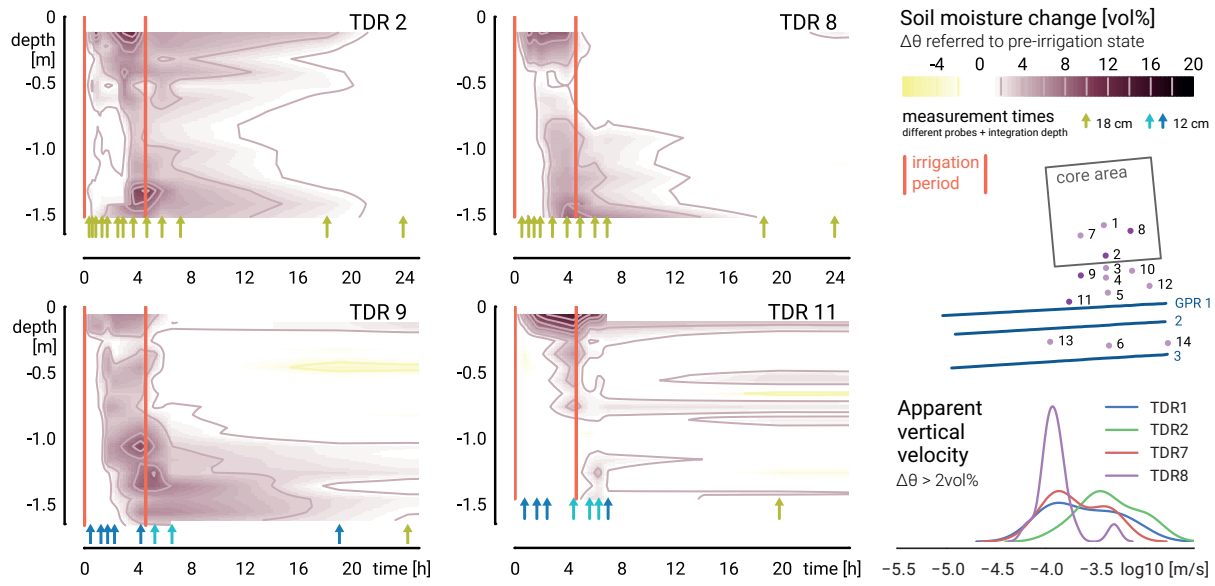 TDR 2
0
depth
[m]
-0.5
-1.0
-1.5
0
4
8
12
16
20
24
TDR 8
0
-0.5
-1.0
-1.5
0
4
8
12
16
20
24
TDR 9
0
depth
[m]
-0.5
-1.0
-1.5
0
4
8
12
16
20
time [h]
TDR 11
0
-0.5
-1.0
-1.5
0
4
8
12
16
20
time [h]
Soil moisture change [vol%]
Δθ referred to pre-irrigation state
-4 0 4 8 12 16 20
measurement times
different probes + integration depth
18 cm
12 cm
irrigation
period
core area
1
7
8
2
3
9
4
10
5
12
11
GPR 1
2
13
6
14
3
Apparent
vertical
velocity
Δθ > 2vol%
TDR1
TDR2
TDR7
TDR8
−5.5 −5.0 −4.5 −4.0 −3.5 log10 [m/s]